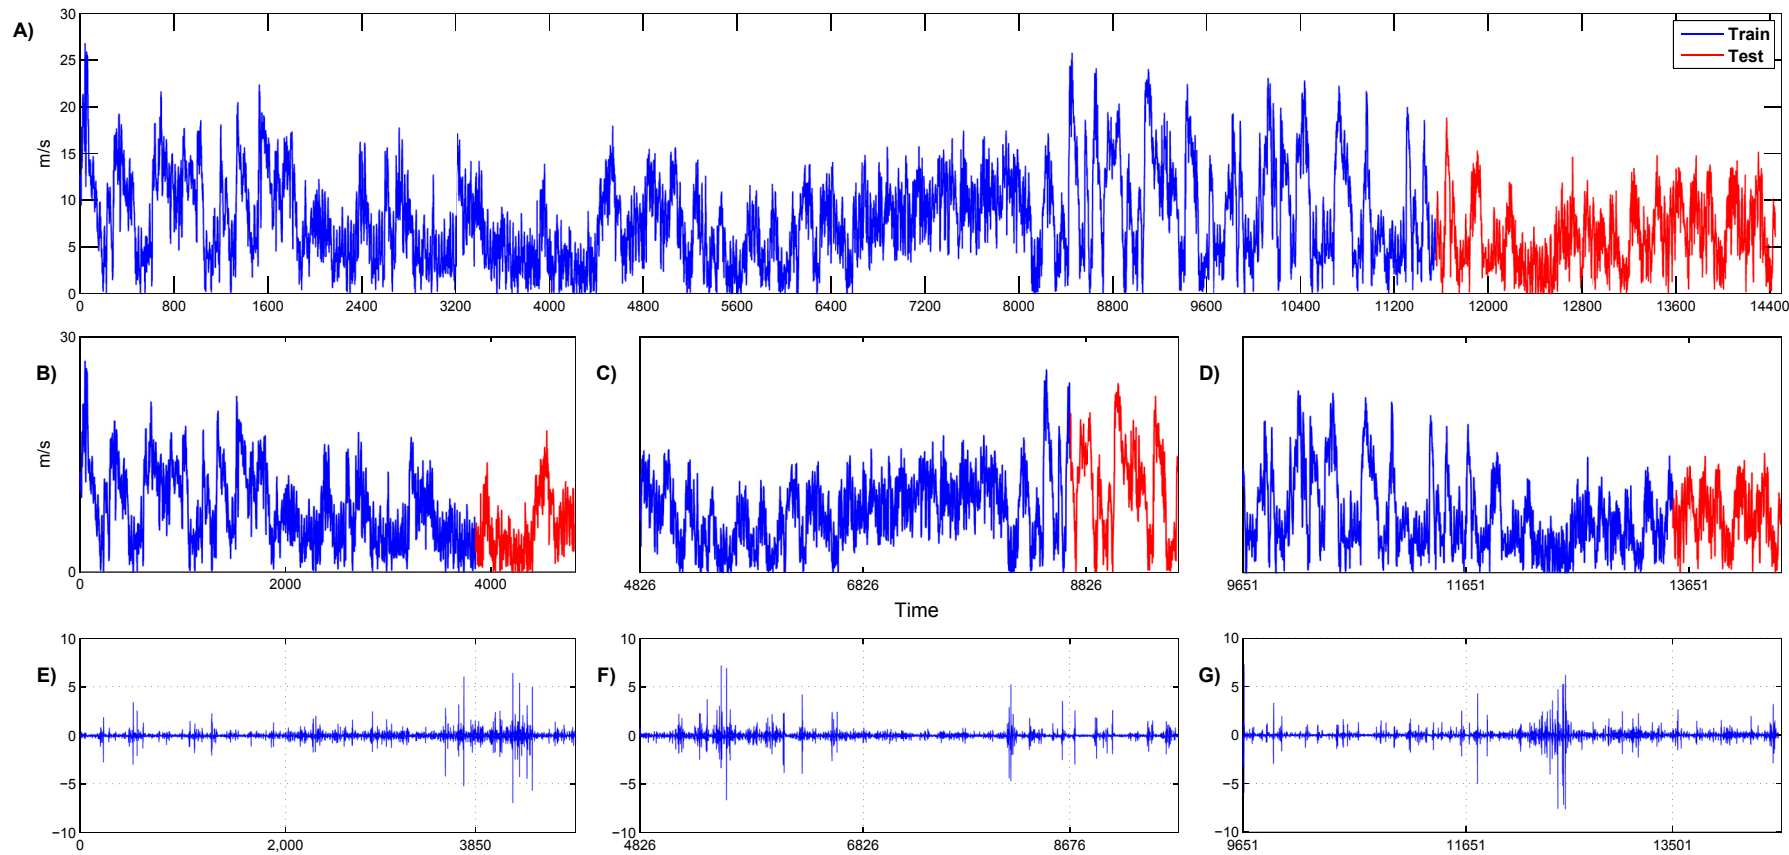 A)
m/s
30
25
20
15
10
5
0
Train
Test
0 800 1600 2400 3200 4000 4800 5600 6400 7200 8000 8800 9600 10400 11200 12000 12800 13600 14400
B)
m/s
30
0
0 2000 4000
C)
4826 6826 8826
D)
9651 11651 13651
Time
E)
10
5
0
−5
−10
0 2,000 3850
F)
10
5
0
−5
−10
4826 6826 8676
G)
10
5
0
−5
−10
9651 11651 13501